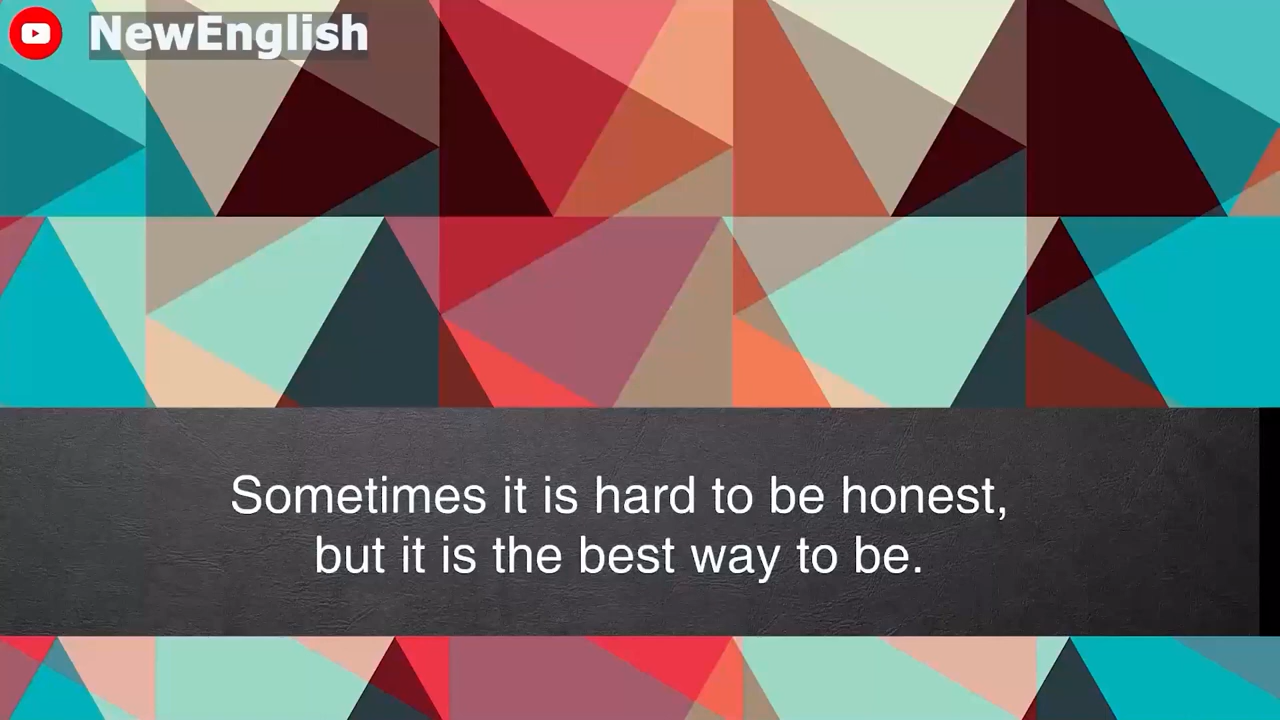 NewEnglish
Sometimes it is hard to be honest,
but it is the best way to be.